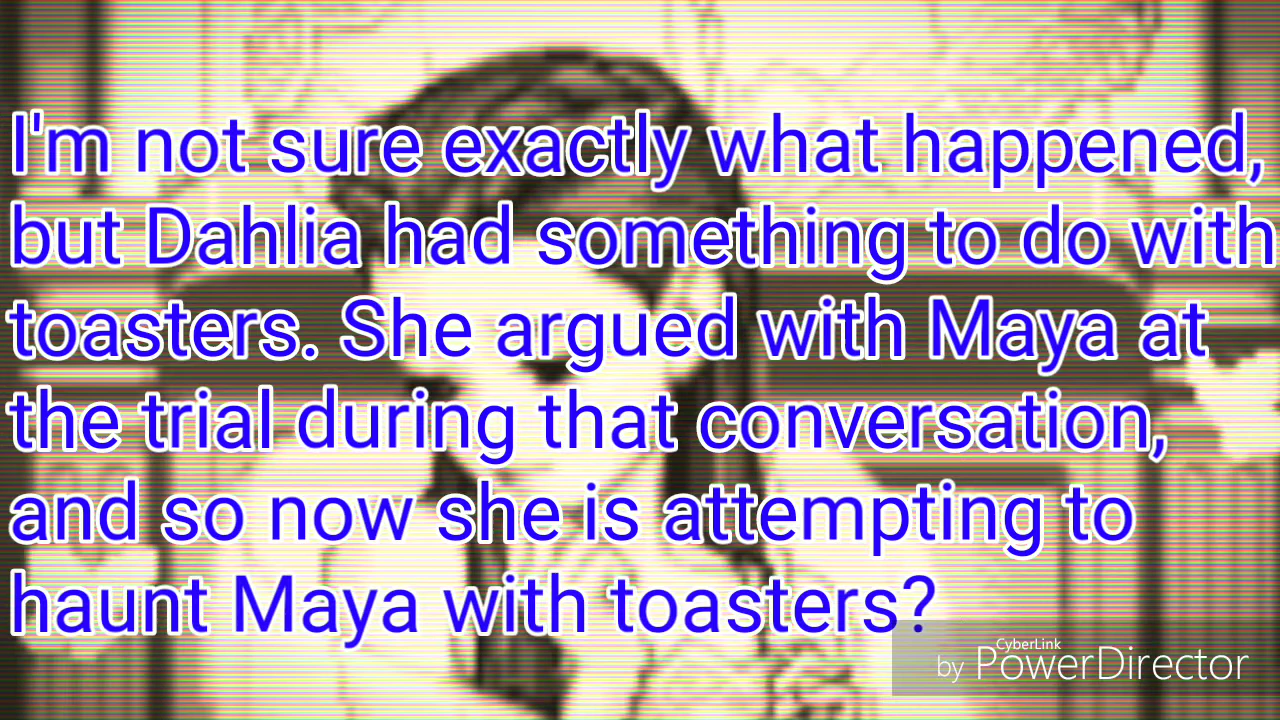 I'm not sure exactly what happened,
but Dahlia had something to do with
toasters. She argued with Maya at
the trial during that conversation,
and so now she is attempting to
haunt Maya with toasters?
CyberLink
by PowerDirector